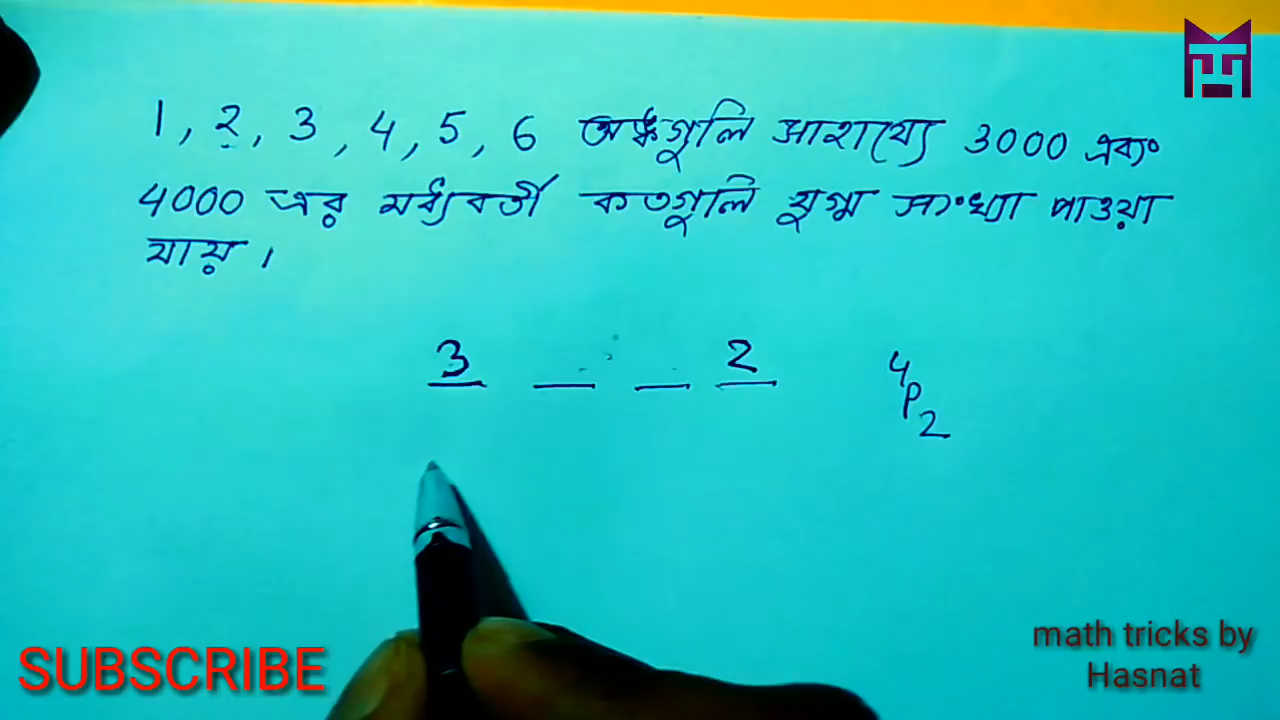 1, 2, 3, 4, 5, 6 অঙ্কগুলি সাহায্যে 3000 এবং
4000 এর মধ্যবর্তী কতগুলি যুগ্ম সংখ্যা পাওয়া
যায়।
3 _ _ 2 4P2
SUBSCRIBE
math tricks by
Hasnat